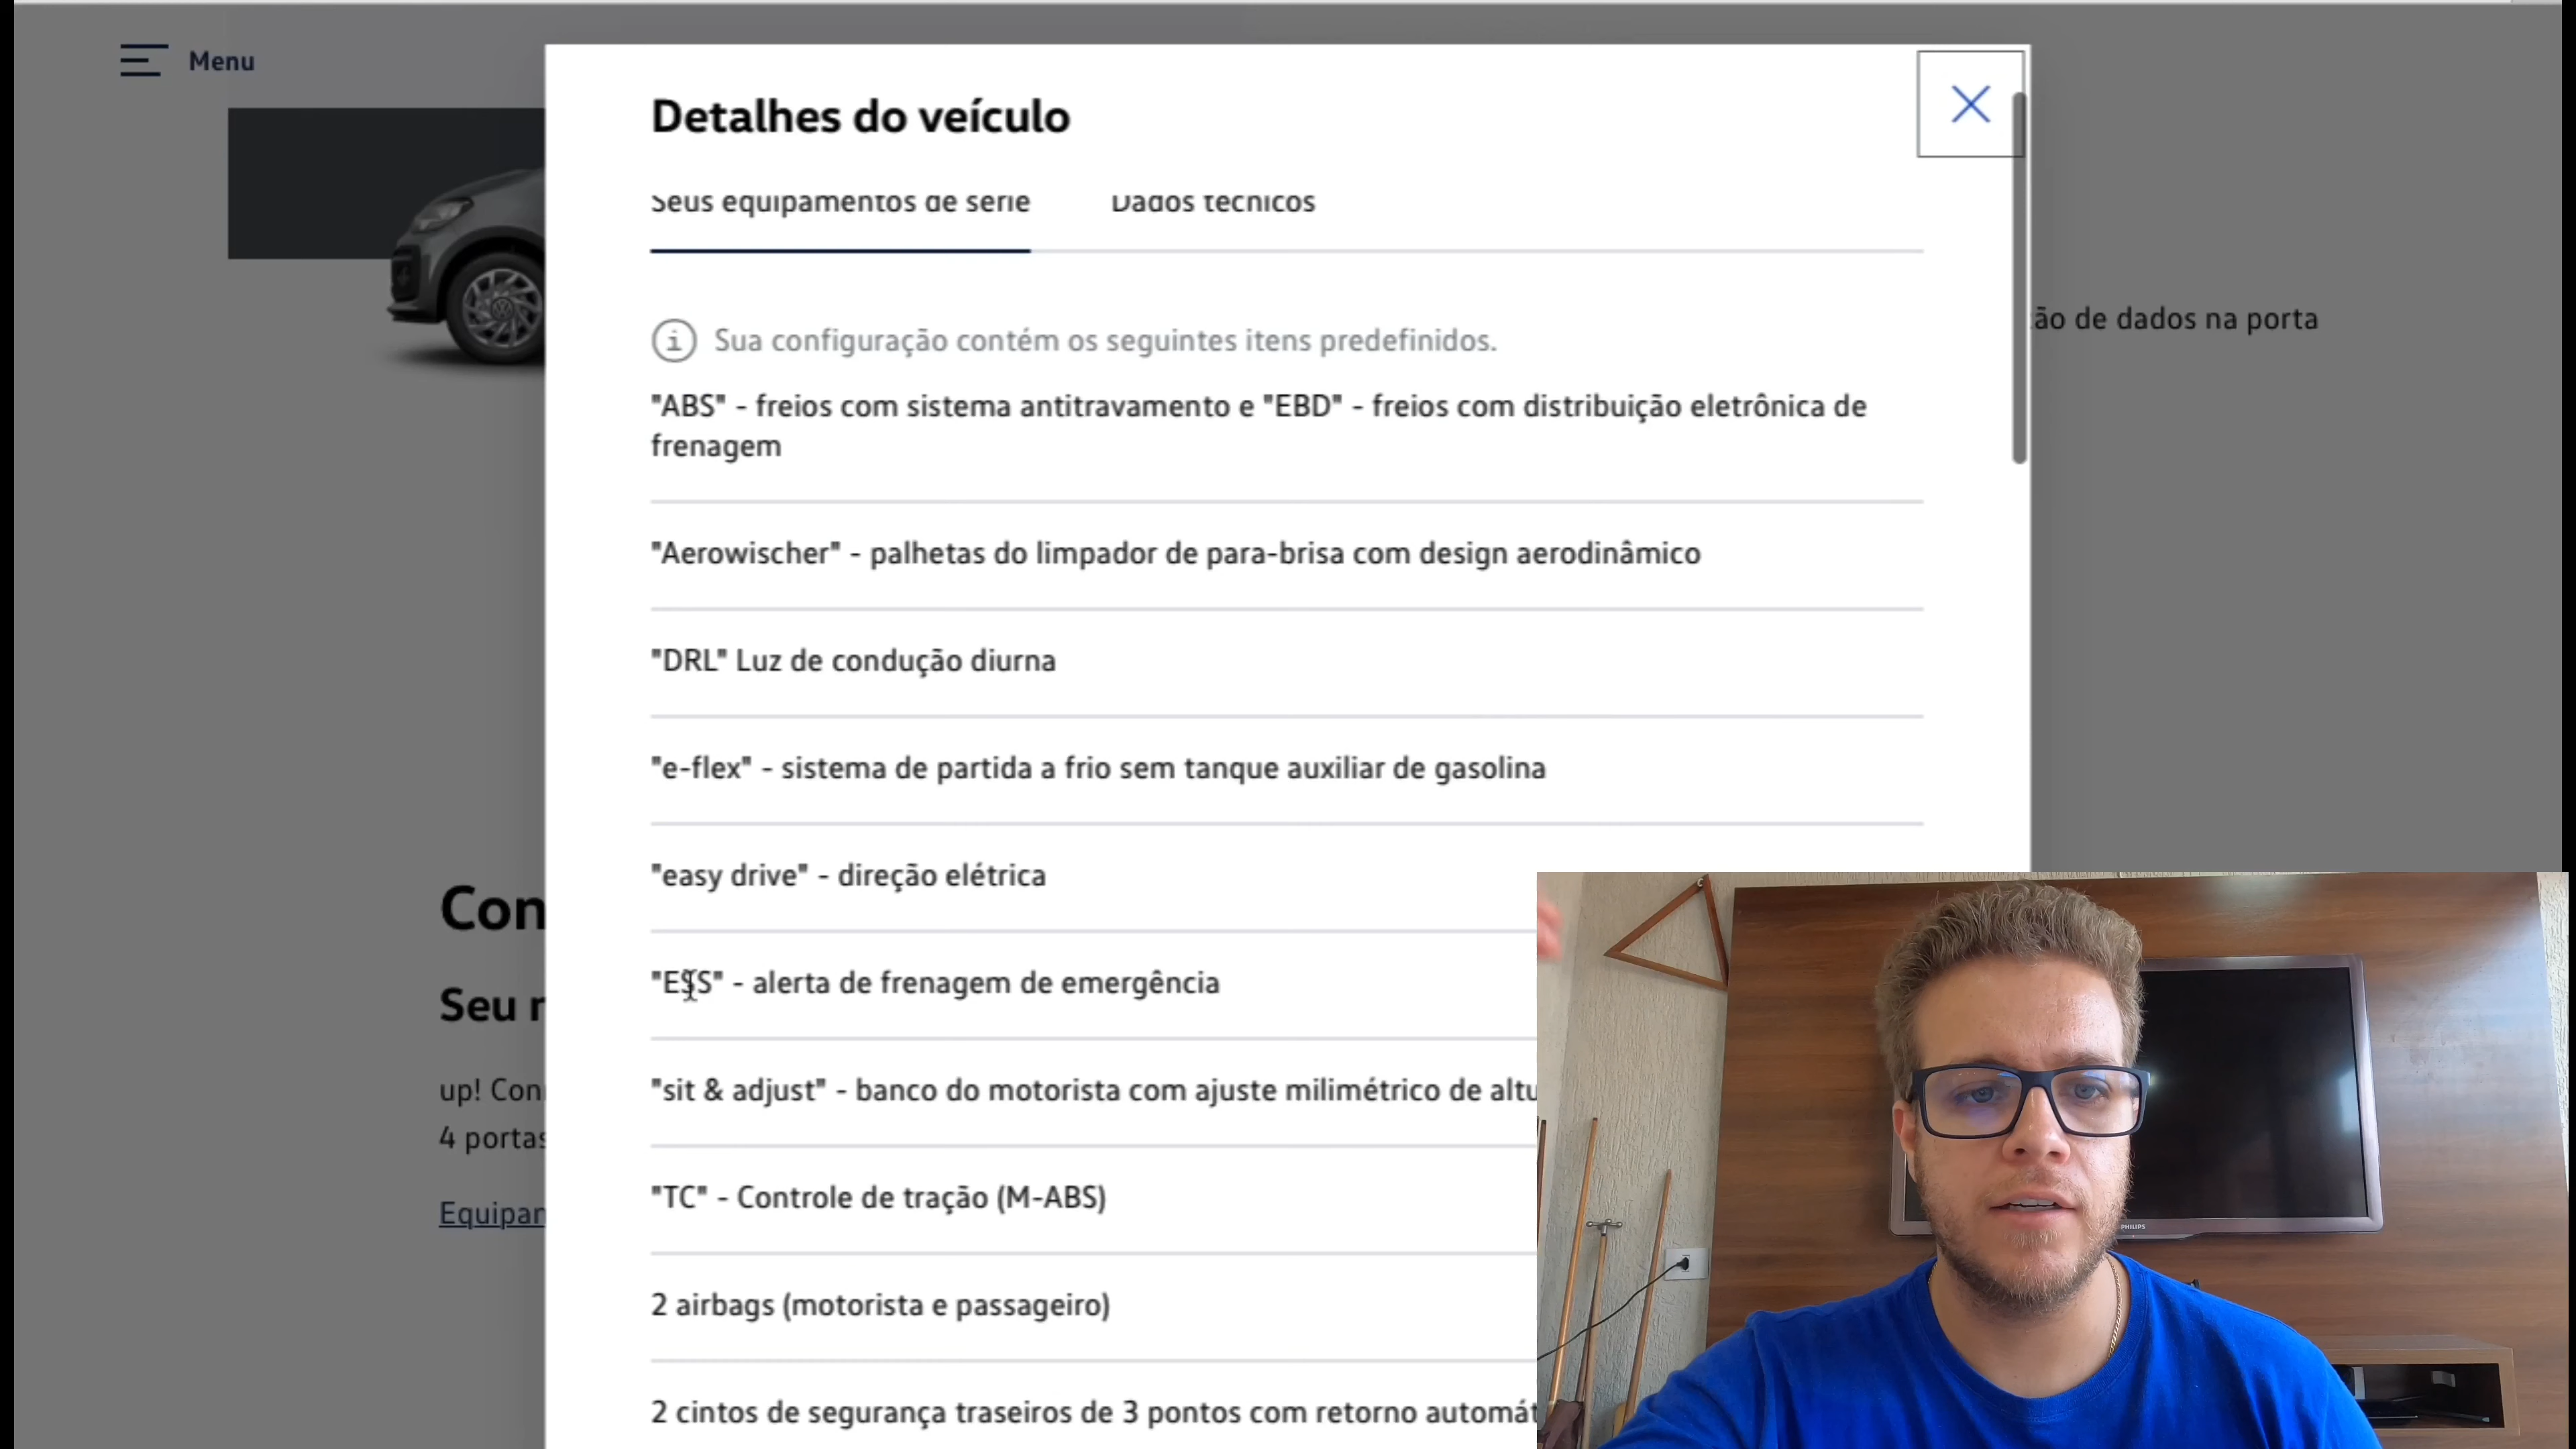 Menu
Detalhes do veículo
Seus equipamentos de série
Dados técnicos
Sua configuração contém os seguintes itens predefinidos.
ão de dados na porta
"ABS" - freios com sistema antitravamento e "EBD" - freios com distribuição eletrônica de
frenagem
"Aerowischer" - palhetas do limpador de para-brisa com design aerodinâmico
"DRL" Luz de condução diurna
"e-flex" - sistema de partida a frio sem tanque auxiliar de gasolina
"easy drive" - direção elétrica
Con
"ESS" - alerta de frenagem de emergência
Seu
"sit & adjust" - banco do motorista com ajuste milimétrico de altu
up! Con
4 portas
"TC" - Controle de tração (M-ABS)
Equipan
PHILIPS
2 airbags (motorista e passageiro)
2 cintos de segurança traseiros de 3 pontos com retorno automát